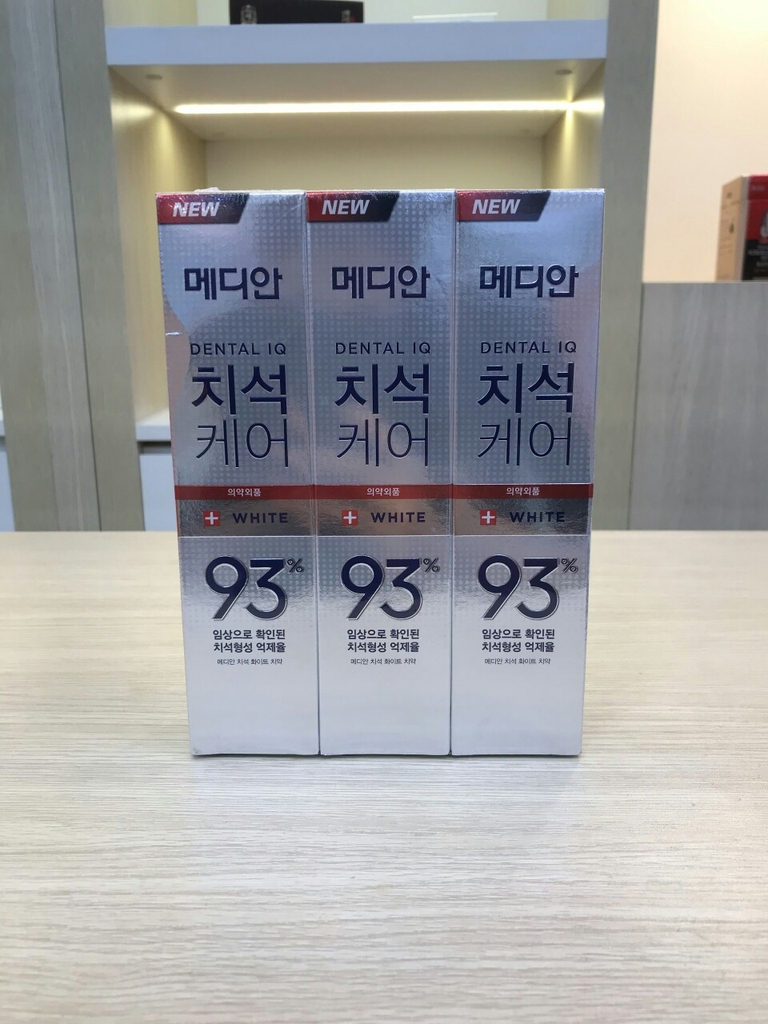 NEW
메디안
DENTAL IQ
치석
케어
의약외품
WHITE
93%
임상으로 확인된
치석형성 억제율
메디안 치석 화이트 치약
NEW
메디안
DENTAL IQ
치석
케어
의약외품
WHITE
93%
임상으로 확인된
치석형성 억제율
메디안 치석 화이트 치약
NEW
메디안
DENTAL IQ
치석
케어
의약외품
WHITE
93%
임상으로 확인된
치석형성 억제율
메디안 치석 화이트 치약